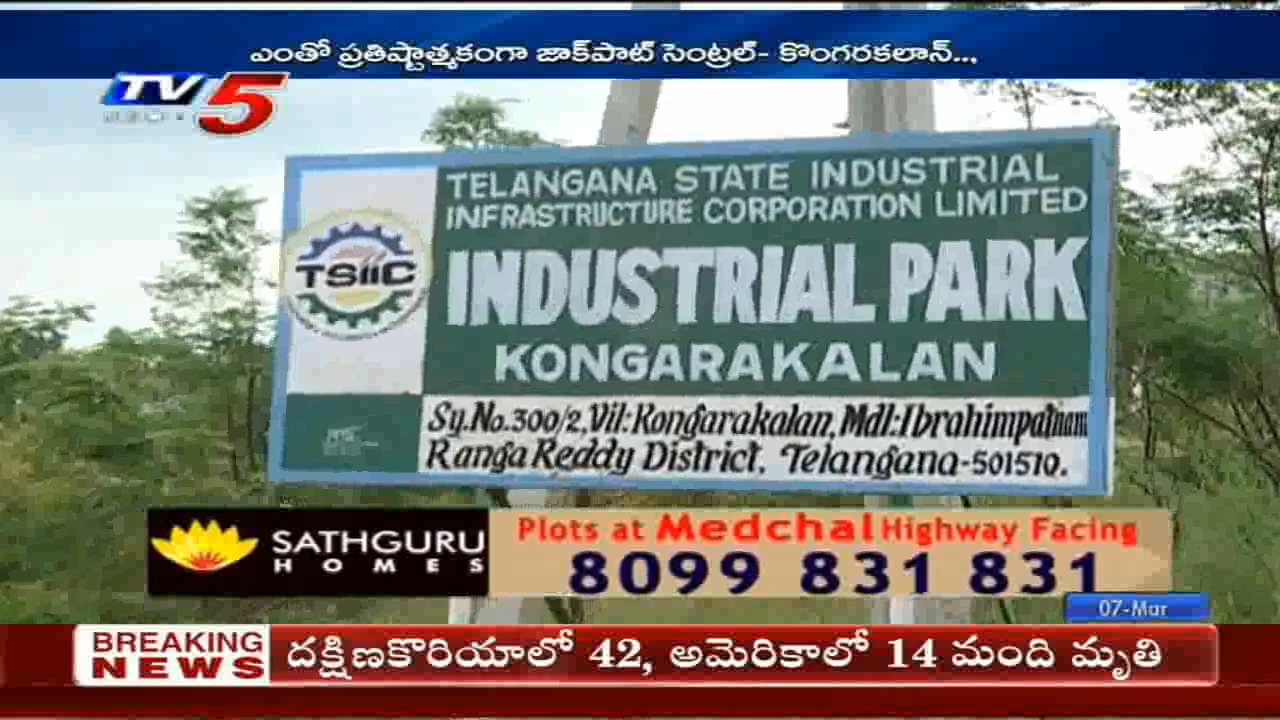 ఎంతో ప్రతిష్టాత్మకంగా జాక్‌పాట్ సెంట్రల్- కొంగరకలాన్...
TV5
TELANGANA STATE INDUSTRIAL
INFRASTRUCTURE CORPORATION LIMITED
TSIIC
INDUSTRIAL PARK
KONGARAKALAN
Sy.No.300/2,Vil:Kongarakalan,Mdl:Ibrahimpatnam
Ranga Reddy District, Telangana-501510.
SATHGURU
HOMES
Plots at Medchal Highway Facing
8099 831 831
07-Mar
BREAKING
NEWS
దక్షిణకొరియాలో 42, అమెరికాలో 14 మంది మృతి